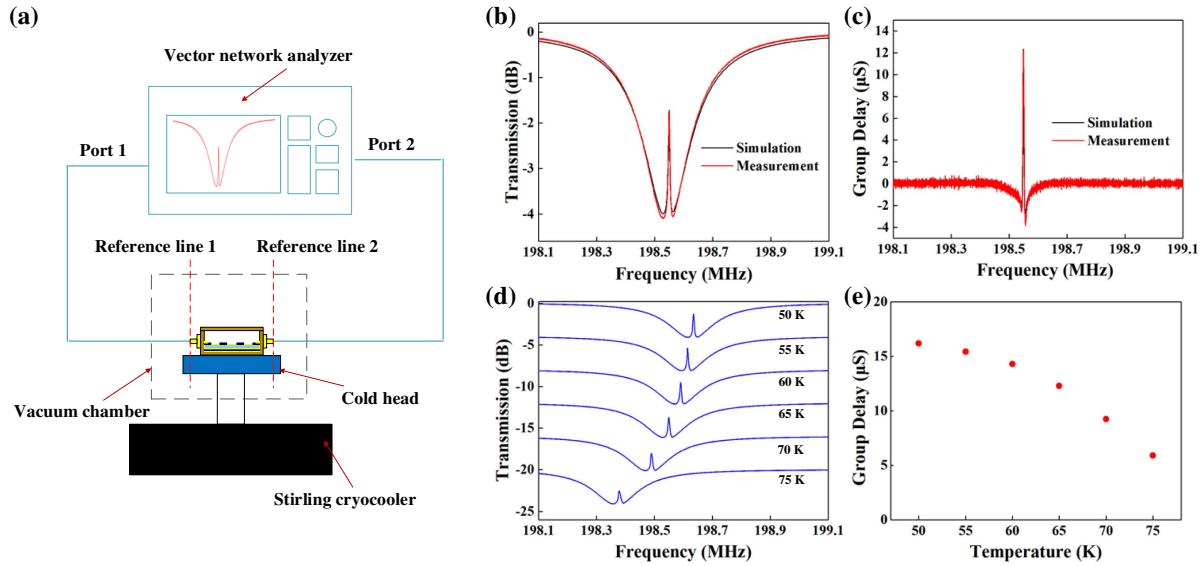 (a)
Vector network analyzer
Port 1
Port 2
Reference line 1
Reference line 2
Vacuum chamber
Cold head
Stirling cryocooler
(b)
Transmission (dB)
0
-1
-2
-3
-4
Simulation
Measurement
198.1 198.3 198.5 198.7 198.9 199.1
Frequency (MHz)
(c)
Group Delay (μS)
14
12
10
8
6
4
2
0
-2
-4
Simulation
Measurement
198.1 198.3 198.5 198.7 198.9 199.1
Frequency (MHz)
(d)
Transmission (dB)
0
-5
-10
-15
-20
-25
50 K
55 K
60 K
65 K
70 K
75 K
198.1 198.3 198.5 198.7 198.9 199.1
Frequency (MHz)
(e)
Group Delay (μS)
20
15
10
5
0
50 55 60 65 70 75
Temperature (K)